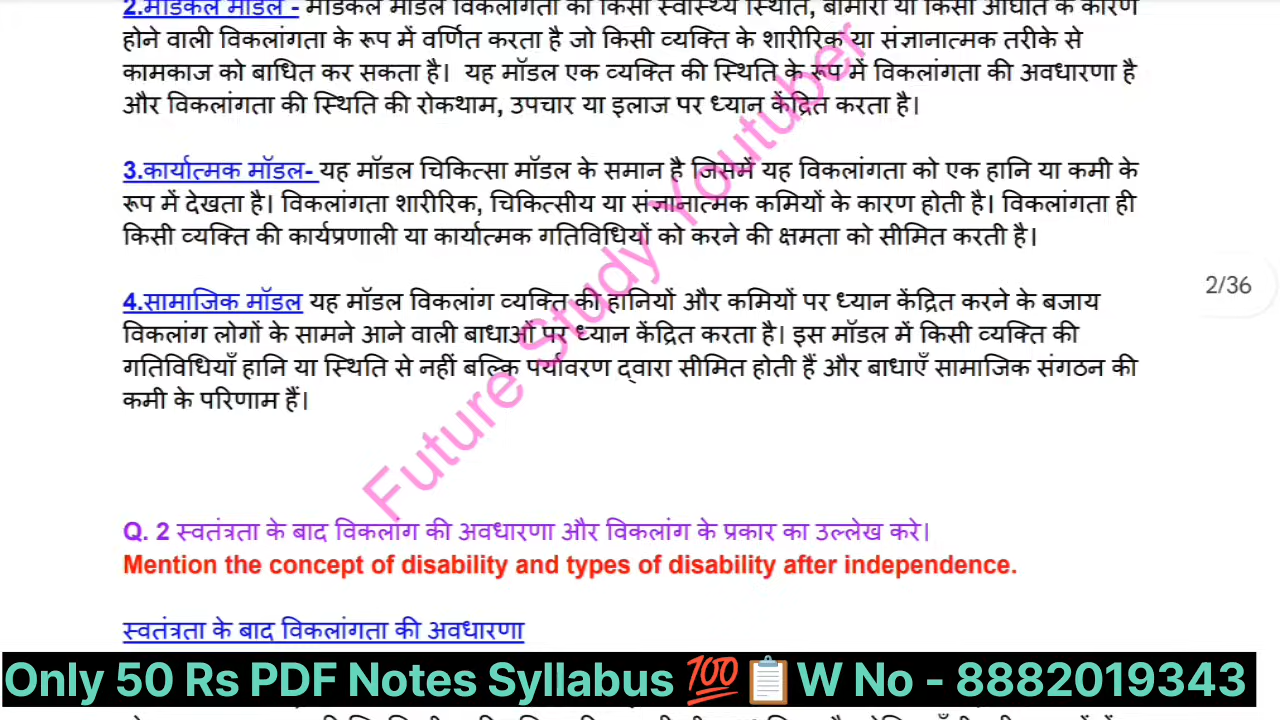 2.मेडिकल मॉडल - मेडिकल मॉडल विकलांगता को किसी स्वास्थ्य स्थिति, बीमारी या किसी आघात के कारण
होने वाली विकलांगता के रूप में वर्णित करता है जो किसी व्यक्ति के शारीरिक या संज्ञानात्मक तरीके से
कामकाज को बाधित कर सकता है। यह मॉडल एक व्यक्ति की स्थिति के रूप में विकलांगता की अवधारणा है
और विकलांगता की स्थिति की रोकथाम, उपचार या इलाज पर ध्यान केंद्रित करता है।
3.कार्यात्मक मॉडल- यह मॉडल चिकित्सा मॉडल के समान है जिसमें यह विकलांगता को एक हानि या कमी के
रूप में देखता है। विकलांगता शारीरिक, चिकित्सीय या संज्ञानात्मक कमियों के कारण होती है। विकलांगता ही
किसी व्यक्ति की कार्यप्रणाली या कार्यात्मक गतिविधियों को करने की क्षमता को सीमित करती है।
2/36
4.सामाजिक मॉडल यह मॉडल विकलांग व्यक्ति की हानियों और कमियों पर ध्यान केंद्रित करने के बजाय
विकलांग लोगों के सामने आने वाली बाधाओं पर ध्यान केंद्रित करता है। इस मॉडल में किसी व्यक्ति की
गतिविधियाँ हानि या स्थिति से नहीं बल्कि पर्यावरण द्वारा सीमित होती हैं और बाधाएँ सामाजिक संगठन की
कमी के परिणाम हैं।
Future Study Youtuber
Q. 2 स्वतंत्रता के बाद विकलांग की अवधारणा और विकलांग के प्रकार का उल्लेख करे।
Mention the concept of disability and types of disability after independence.
स्वतंत्रता के बाद विकलांगता की अवधारणा
Only 50 Rs PDF Notes Syllabus 💯📋W No - 8882019343